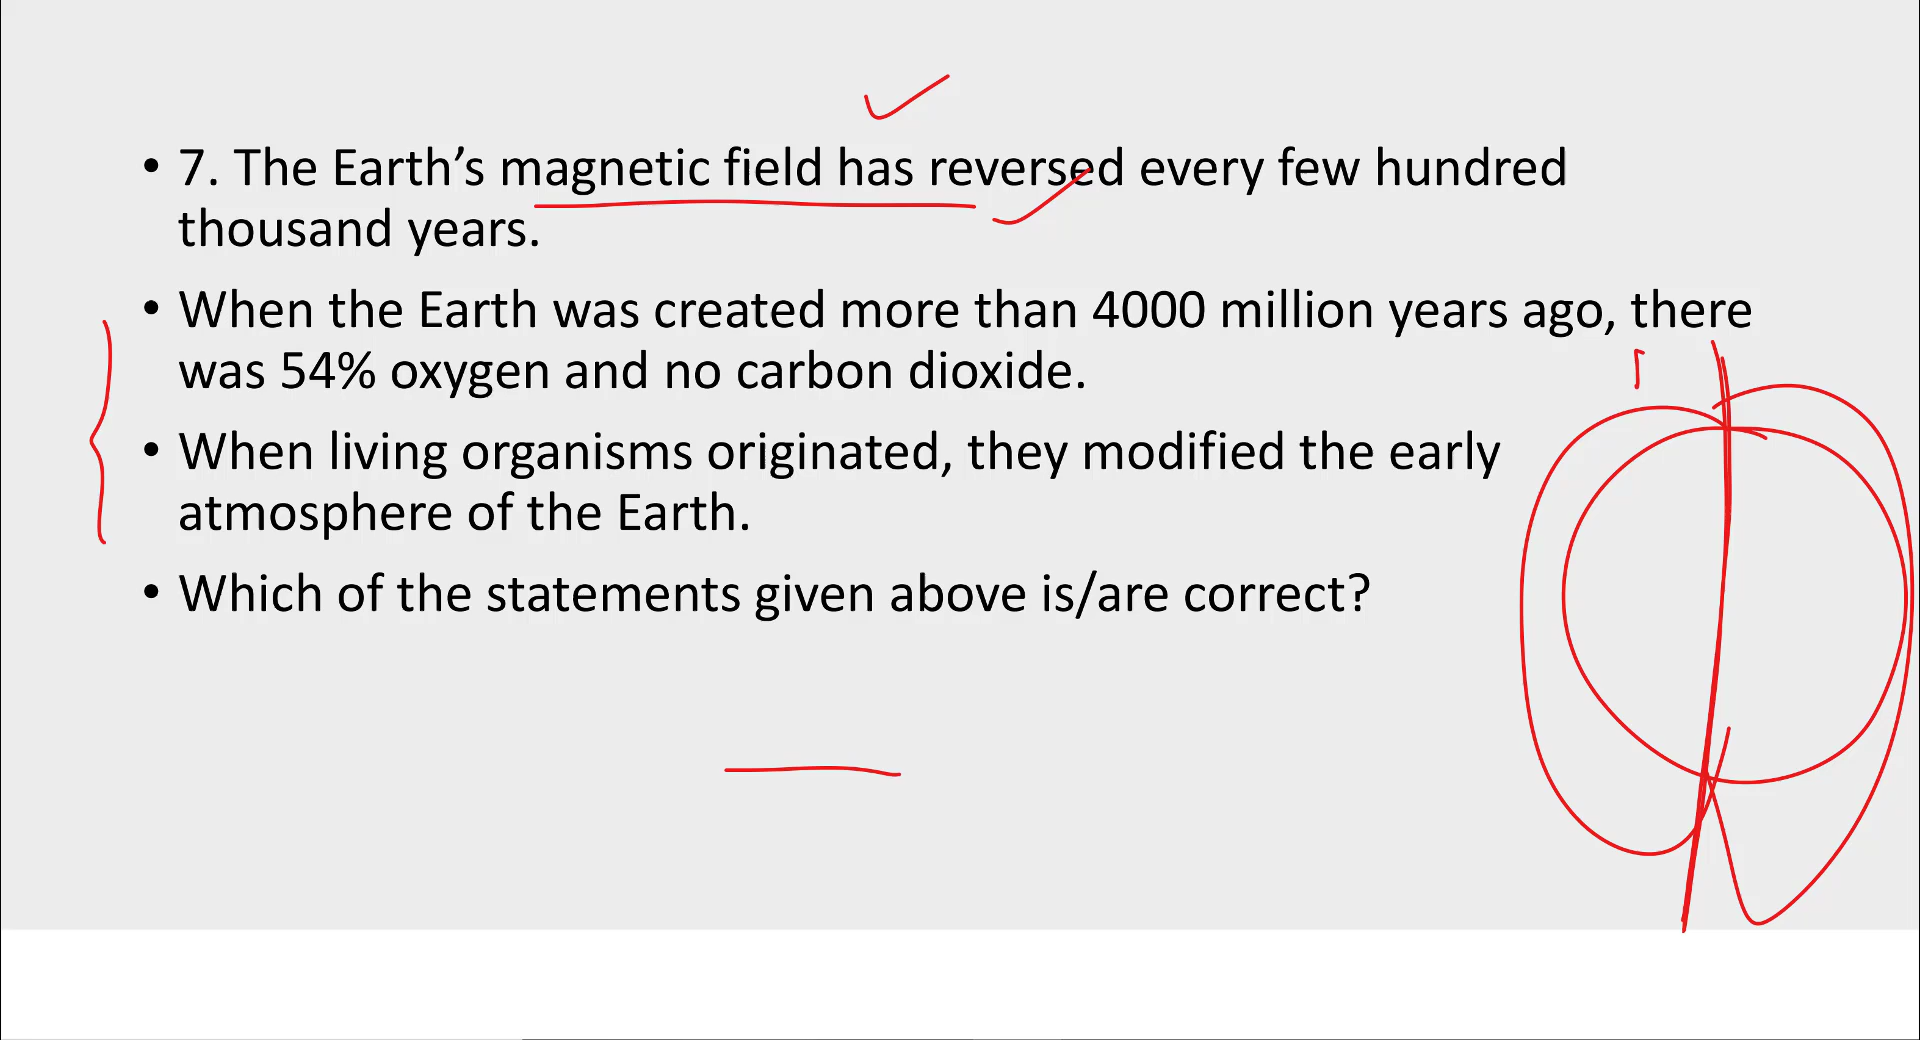 • 7. The Earth’s magnetic field has reversed every few hundred
thousand years.
• When the Earth was created more than 4000 million years ago, there
was 54% oxygen and no carbon dioxide.
• When living organisms originated, they modified the early
atmosphere of the Earth.
• Which of the statements given above is/are correct?